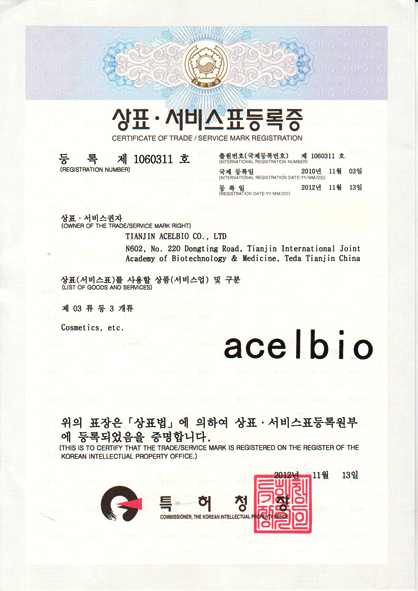 상표·서비스표등록증
CERTIFICATE OF TRADE / SERVICE MARK REGISTRATION
등 록 제 1060311 호
(REGISTRATION NUMBER)
출원번호(국제등록번호) 제 1060311 호
(INTERNATIONAL REGISTRATION NUMBER)
국제 등록일 2010년 11월 03일
(INTERNATIONAL REGISTRATION DATE:YY/MM/DD)
등 록 일 2012년 11월 13일
(REGISTRATION DATE:YY/MM/DD)
상표·서비스권자
(OWNER OF THE TRADE/SERVICE MARK RIGHT)
TIANJIN ACELBIO CO., LTD
N602, No. 220 Dongting Road, Tianjin International Joint
Academy of Biotechnology & Medicine, Teda Tianjin China
상표(서비스표)를 사용할 상품(서비스업) 및 구분
(LIST OF GOODS AND SERVICES)
제 03 류 등 3 개류
Cosmetics, etc.
acelbio
위의 표장은「상표법」에 의하여 상표·서비스표등록원부
에 등록되었음을 증명합니다.
(THIS IS TO CERTIFY THAT THE TRADE/SERVICE MARK IS REGISTERED ON THE REGISTER OF THE
KOREAN INTELLECTUAL PROPERTY OFFICE.)
2012년 11월 13일
특 허 청 장
COMMISSIONER, THE KOREAN INTELLECTUAL PROPERTY OFFICE